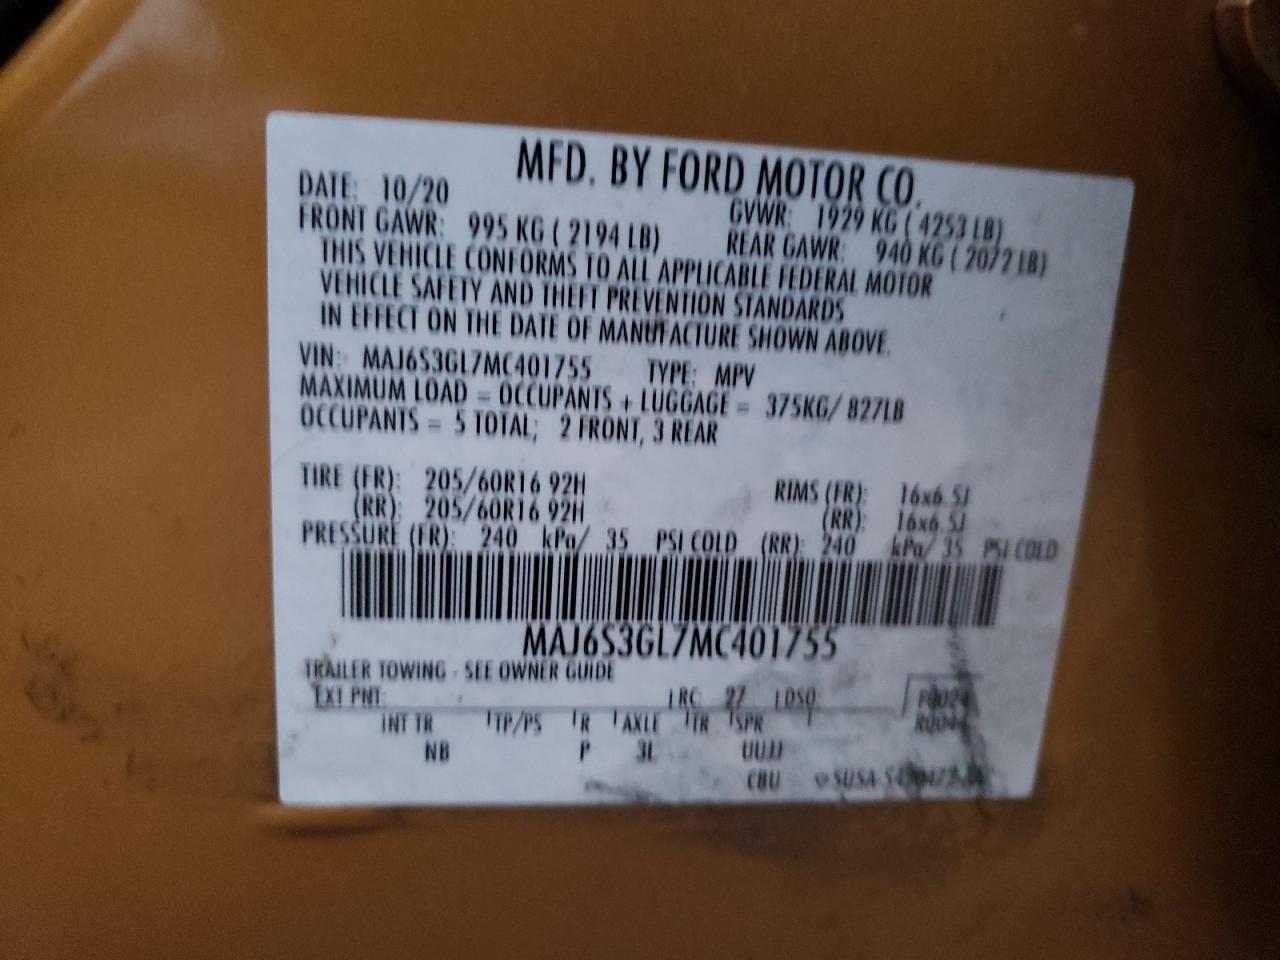 MFD. BY FORD MOTOR CO.
DATE: 10/20 GVWR: 1929 KG ( 4253 LB)
FRONT GAWR: 995 KG ( 2194 LB) REAR GAWR: 940 KG ( 2072 LB)
THIS VEHICLE CONFORMS TO ALL APPLICABLE FEDERAL MOTOR
VEHICLE SAFETY AND THEFT PREVENTION STANDARDS
IN EFFECT ON THE DATE OF MANUFACTURE SHOWN ABOVE.
VIN: MAJ6S3GL7MC401755 TYPE: MPV
MAXIMUM LOAD = OCCUPANTS + LUGGAGE = 375KG/ 827LB
OCCUPANTS = 5 TOTAL; 2 FRONT, 3 REAR
TIRE (FR): 205/60R16 92H RIMS (FR): 16x6.5J
(RR): 205/60R16 92H (RR): 16x6.5J
PRESSURE (FR): 240 kPa/ 35 PSI COLD (RR): 240 kPa/ 35 PSI COLD
MAJ6S3GL7MC401755
TRAILER TOWING - SEE OWNER GUIDE
EXT PNT: RC: 27 DSO:
INT TR TP/PS R AXLE TR SPR
NB P 3L UUJJ
CBU